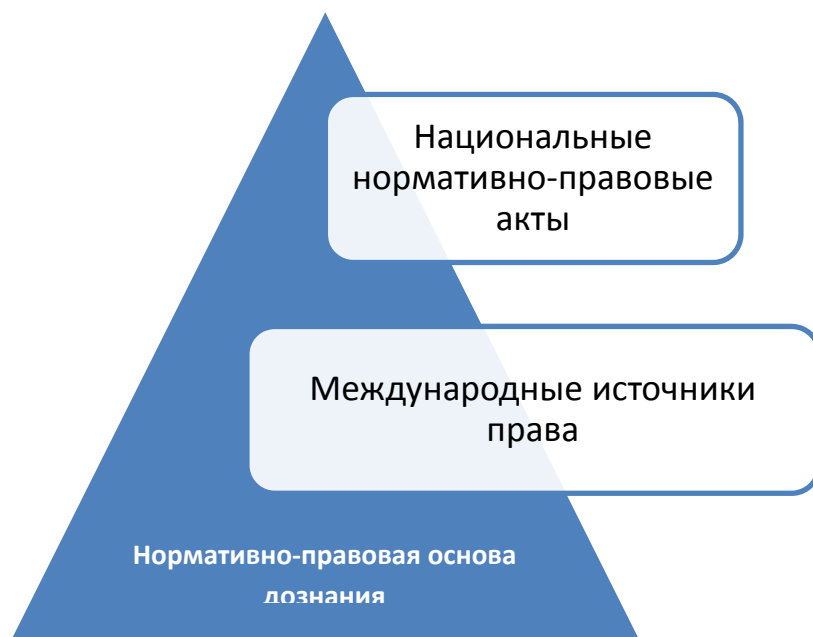 Национальные
нормативно-правовые
акты
Международные источники
права
Нормативно-правовая основа
дознания